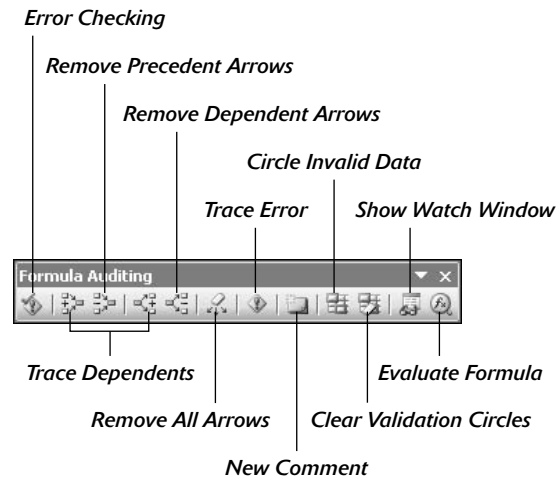 Error Checking
Remove Precedent Arrows
Remove Dependent Arrows
Circle Invalid Data
Trace Error
Show Watch Window
Formula Auditing
Trace Dependents
Evaluate Formula
Remove All Arrows
Clear Validation Circles
New Comment